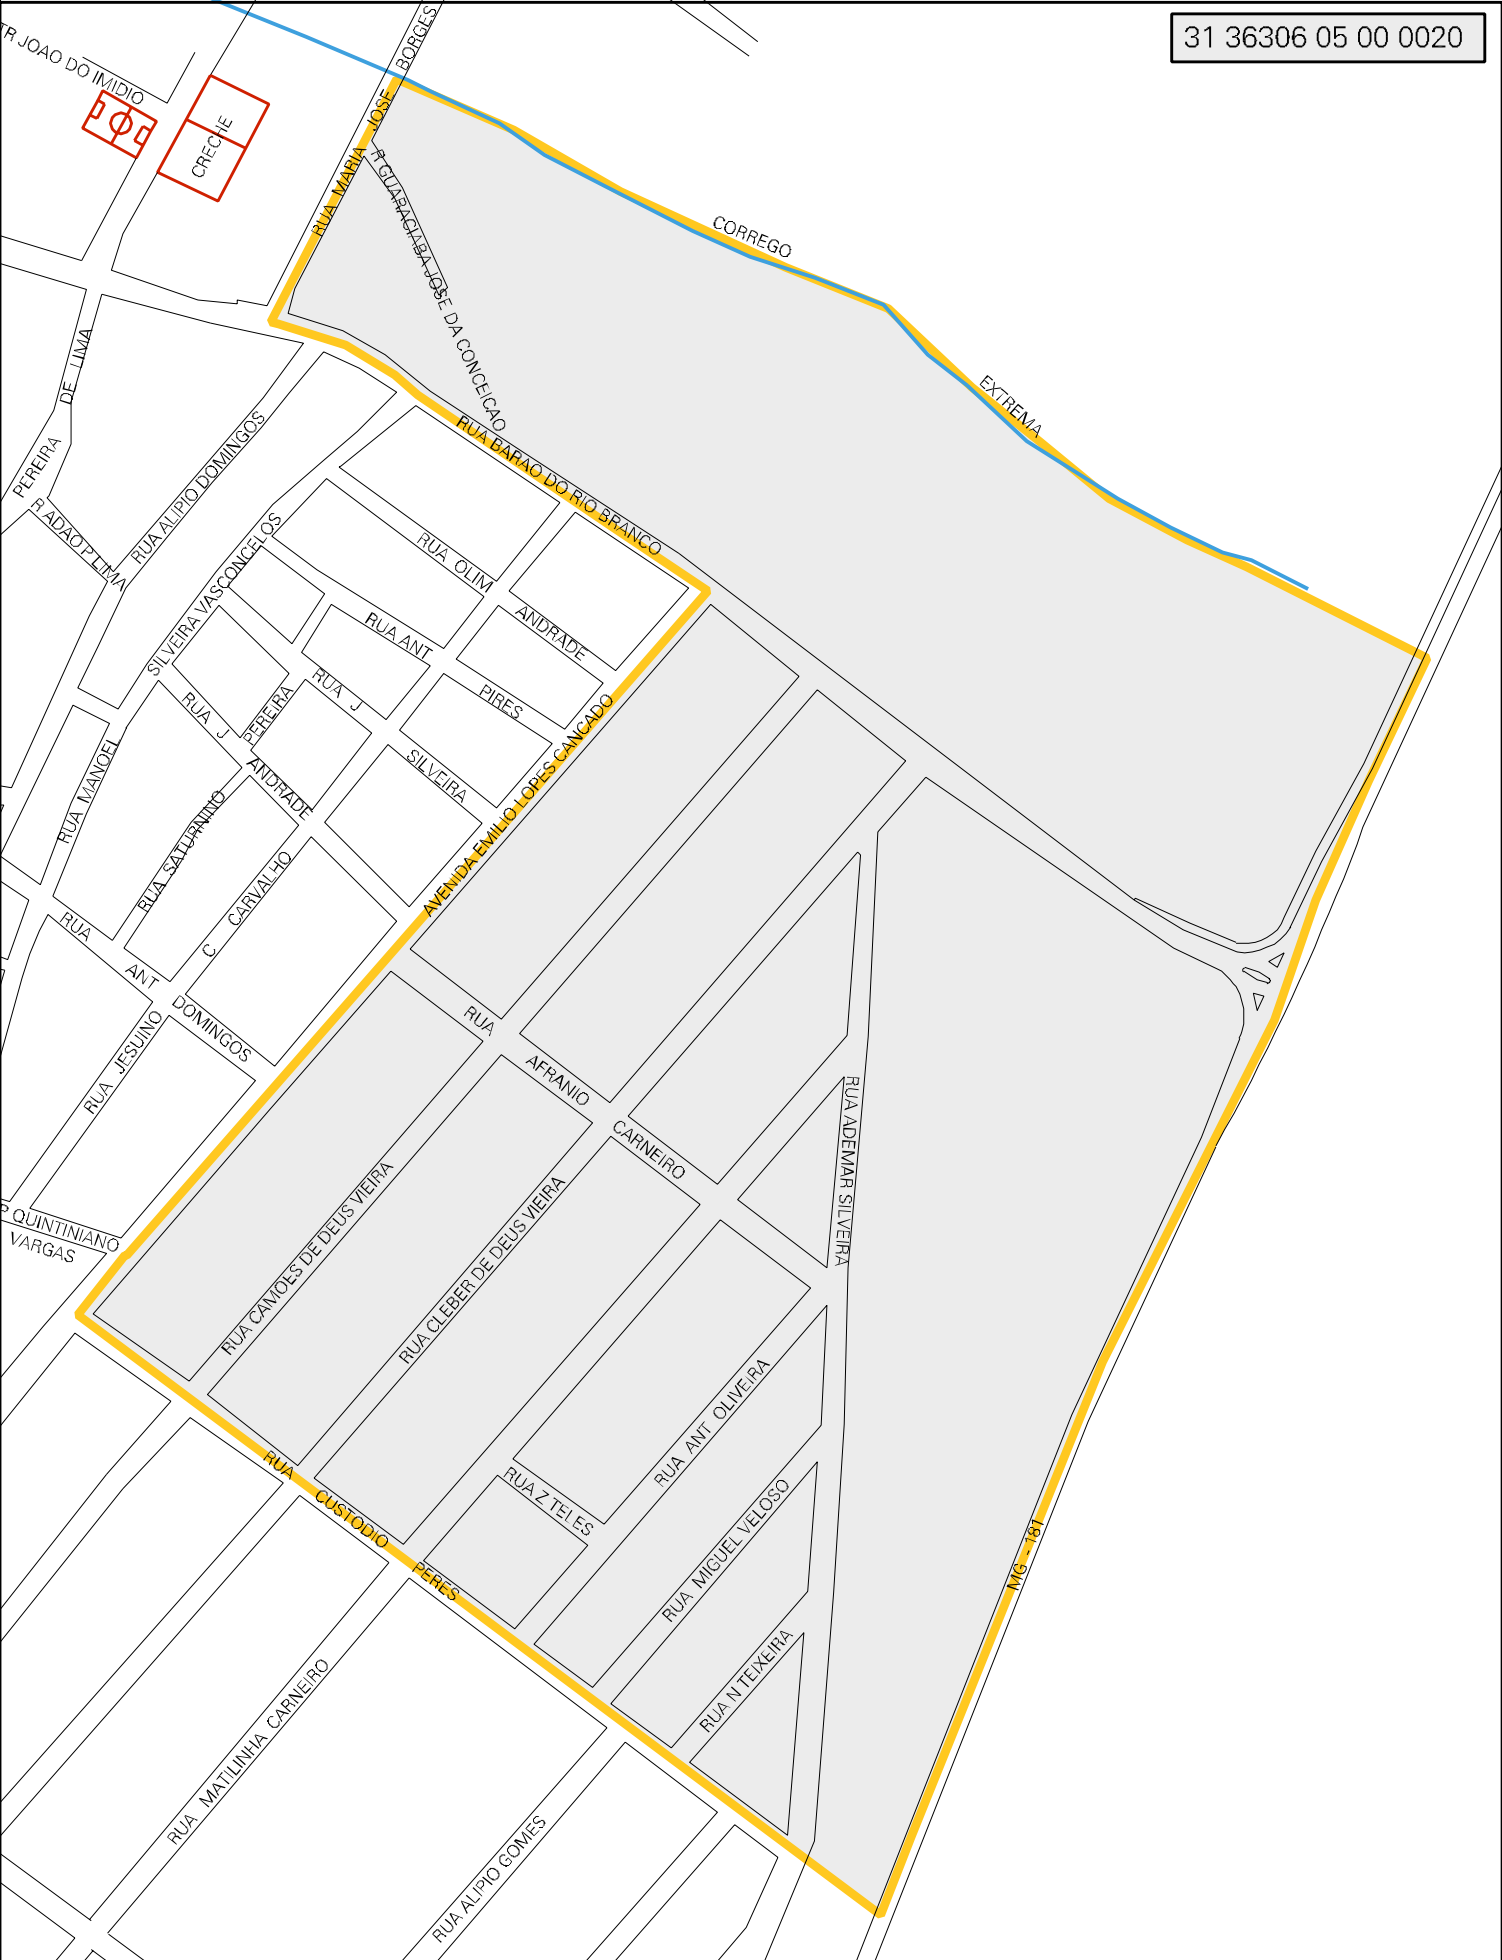 31 36306 05 00 0020
TR JOAO DO IMIDIO
CRECHE
RUA MARIA JOSE BORGES
R GUARACIABA JOSE DA CONCEICAO
CORREGO
EXTREMA
PEREIRA DE LIMA
R ADAO P LIMA
RUA ALIPIO DOMINGOS
RUA BARAO DO RIO BRANCO
RUA MANOEL SILVEIRA VASCONCELOS
RUA OLIM ANDRADE
RUA ANT PIRES
RUA J SILVEIRA
RUA J ANDRADE
RUA SATURNINO PEREIRA
AVENIDA EMILIO LOPES CANCADO
RUA JESUINO C CARVALHO
RUA ANT DOMINGOS
RUA AFRANIO CARNEIRO
RUA ADEMAR SILVEIRA
R QUINTINIANO
VARGAS
RUA CAMOES DE DEUS VIEIRA
RUA CLEBER DE DEUS VIEIRA
RUA ANT OLIVEIRA
RUA Z TELES
RUA MIGUEL VELOSO
RUA N TEIXEIRA
RUA CUSTODIO PERES
MG - 181
RUA MATILINHA CARNEIRO
RUA ALIPIO GOMES